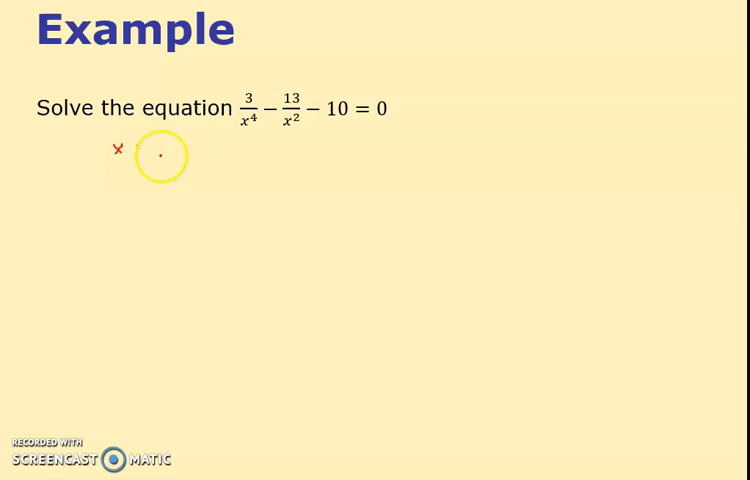 Example
Solve the equation 3/x⁴ − 13/x² − 10 = 0
x
RECORDED WITH
SCREENCAST MATIC